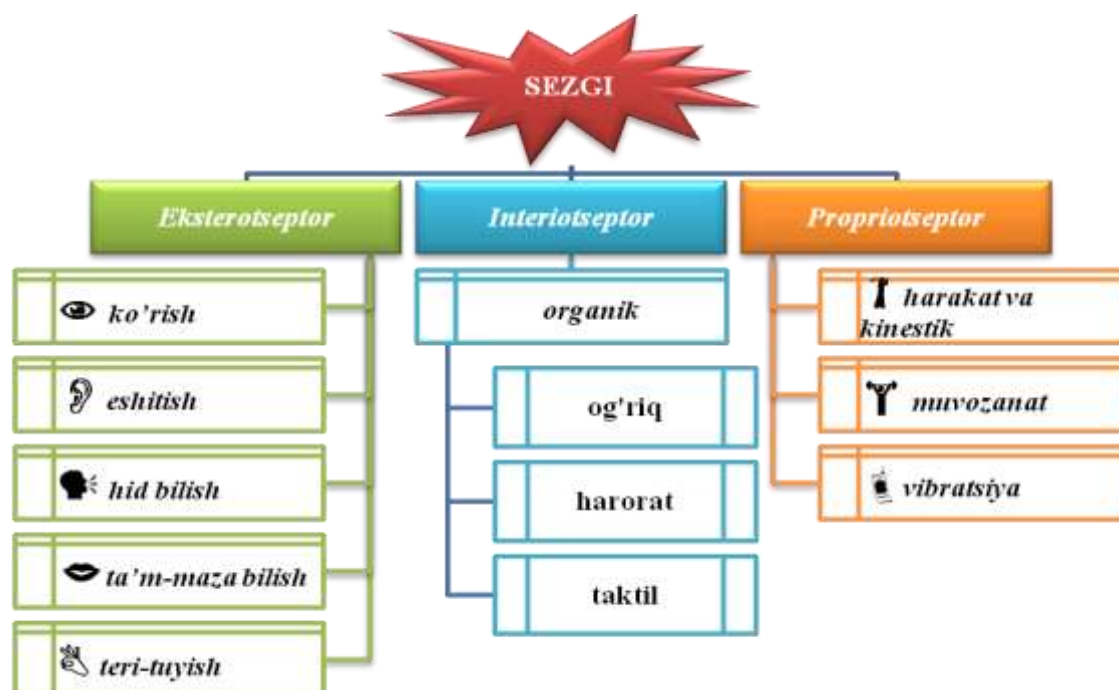 SEZGI
Eksterotseptor
ko'rish
eshitish
hid bilish
ta'm-maza bilish
teri-tuyish
Interiotseptor
organik
og'riq
harorat
taktil
Propriotseptor
harakat va
kinestik
muvozanat
vibratsiya